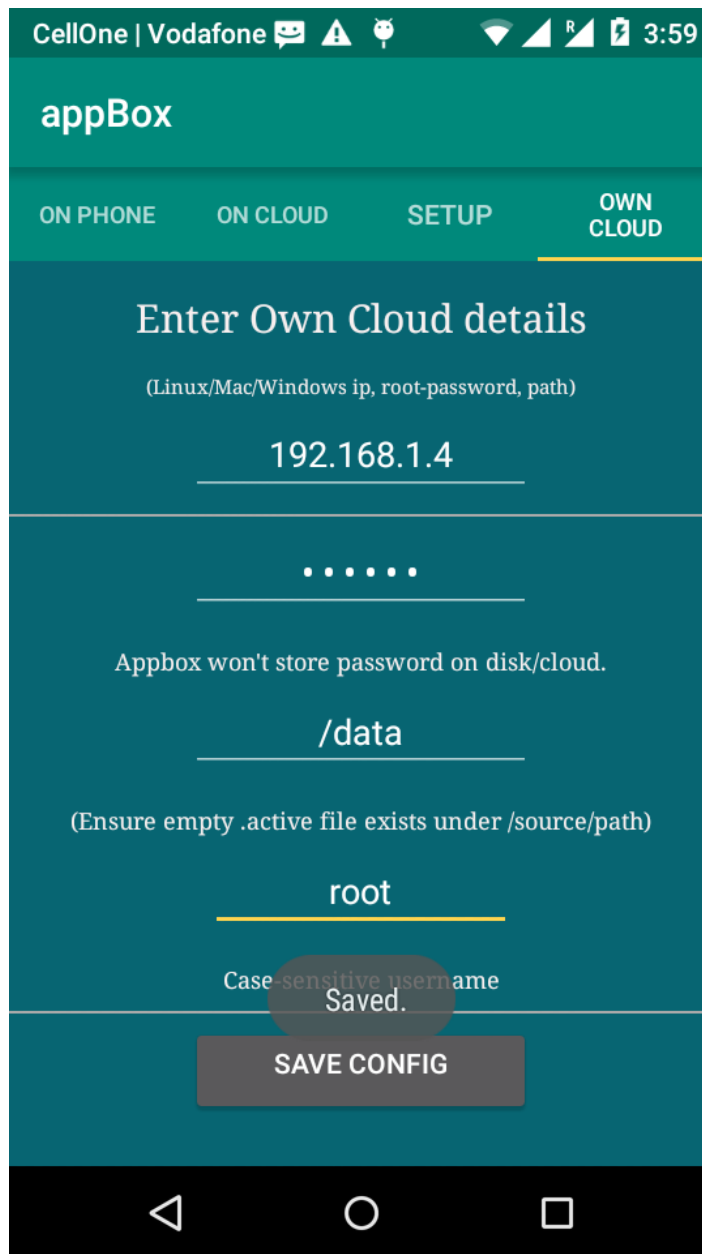 CellOne | Vodafone R 3:59
appBox
ON PHONE ON CLOUD SETUP OWN CLOUD
Enter Own Cloud details
(Linux/Mac/Windows ip, root-password, path)
192.168.1.4
••••••
Appbox won't store password on disk/cloud.
/data
(Ensure empty .active file exists under /source/path)
root
Case-sensitive username
Saved.
SAVE CONFIG